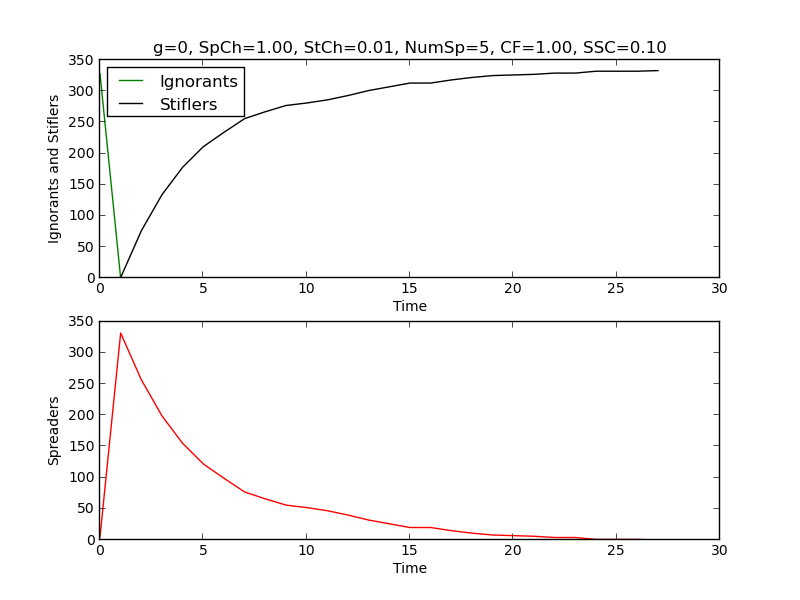 g=0, SpCh=1.00, StCh=0.01, NumSp=5, CF=1.00, SSC=0.10
350
300
250
200
150
100
50
0
Ignorants and Stiflers
Ignorants
Stiflers
0 5 10 15 20 25 30
Time
350
300
250
200
150
100
50
0
Spreaders
0 5 10 15 20 25 30
Time